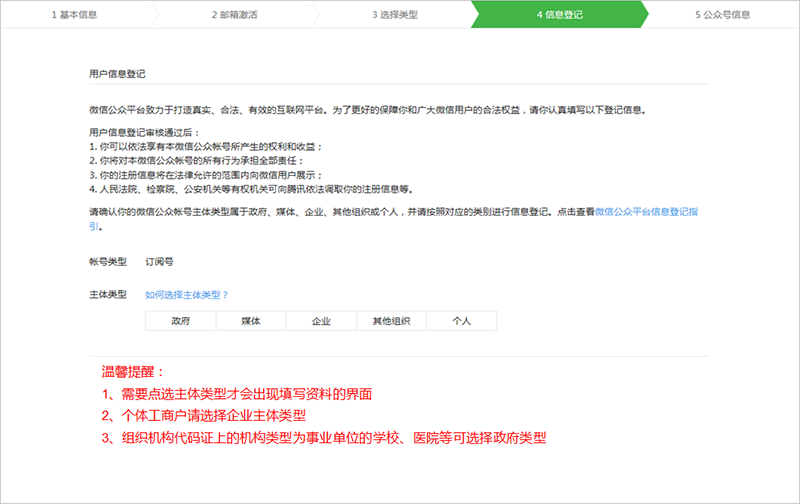 1 基本信息
2 邮箱激活
3 选择类型
4 信息登记
5 公众号信息
用户信息登记
微信公众平台致力于打造真实、合法、有效的互联网平台。为了更好的保障你和广大微信用户的合法权益，请你认真填写以下登记信息。
用户信息登记审核通过后：
1. 你可以依法享有本微信公众帐号所产生的权利和收益；
2. 你将对本微信公众帐号的所有行为承担全部责任；
3. 你的注册信息将在法律允许的范围内向微信用户展示；
4. 人民法院、检察院、公安机关等有权机关可向腾讯依法调取你的注册信息等。
请确认你的微信公众帐号主体类型属于政府、媒体、企业、其他组织或个人，并请按照对应的类别进行信息登记。点击查看微信公众平台信息登记指
引。
帐号类型 订阅号
主体类型 如何选择主体类型？
政府 媒体 企业 其他组织 个人
温馨提醒：
1、需要点选主体类型才会出现填写资料的界面
2、个体工商户请选择企业主体类型
3、组织机构代码证上的机构类型为事业单位的学校、医院等可选择政府类型